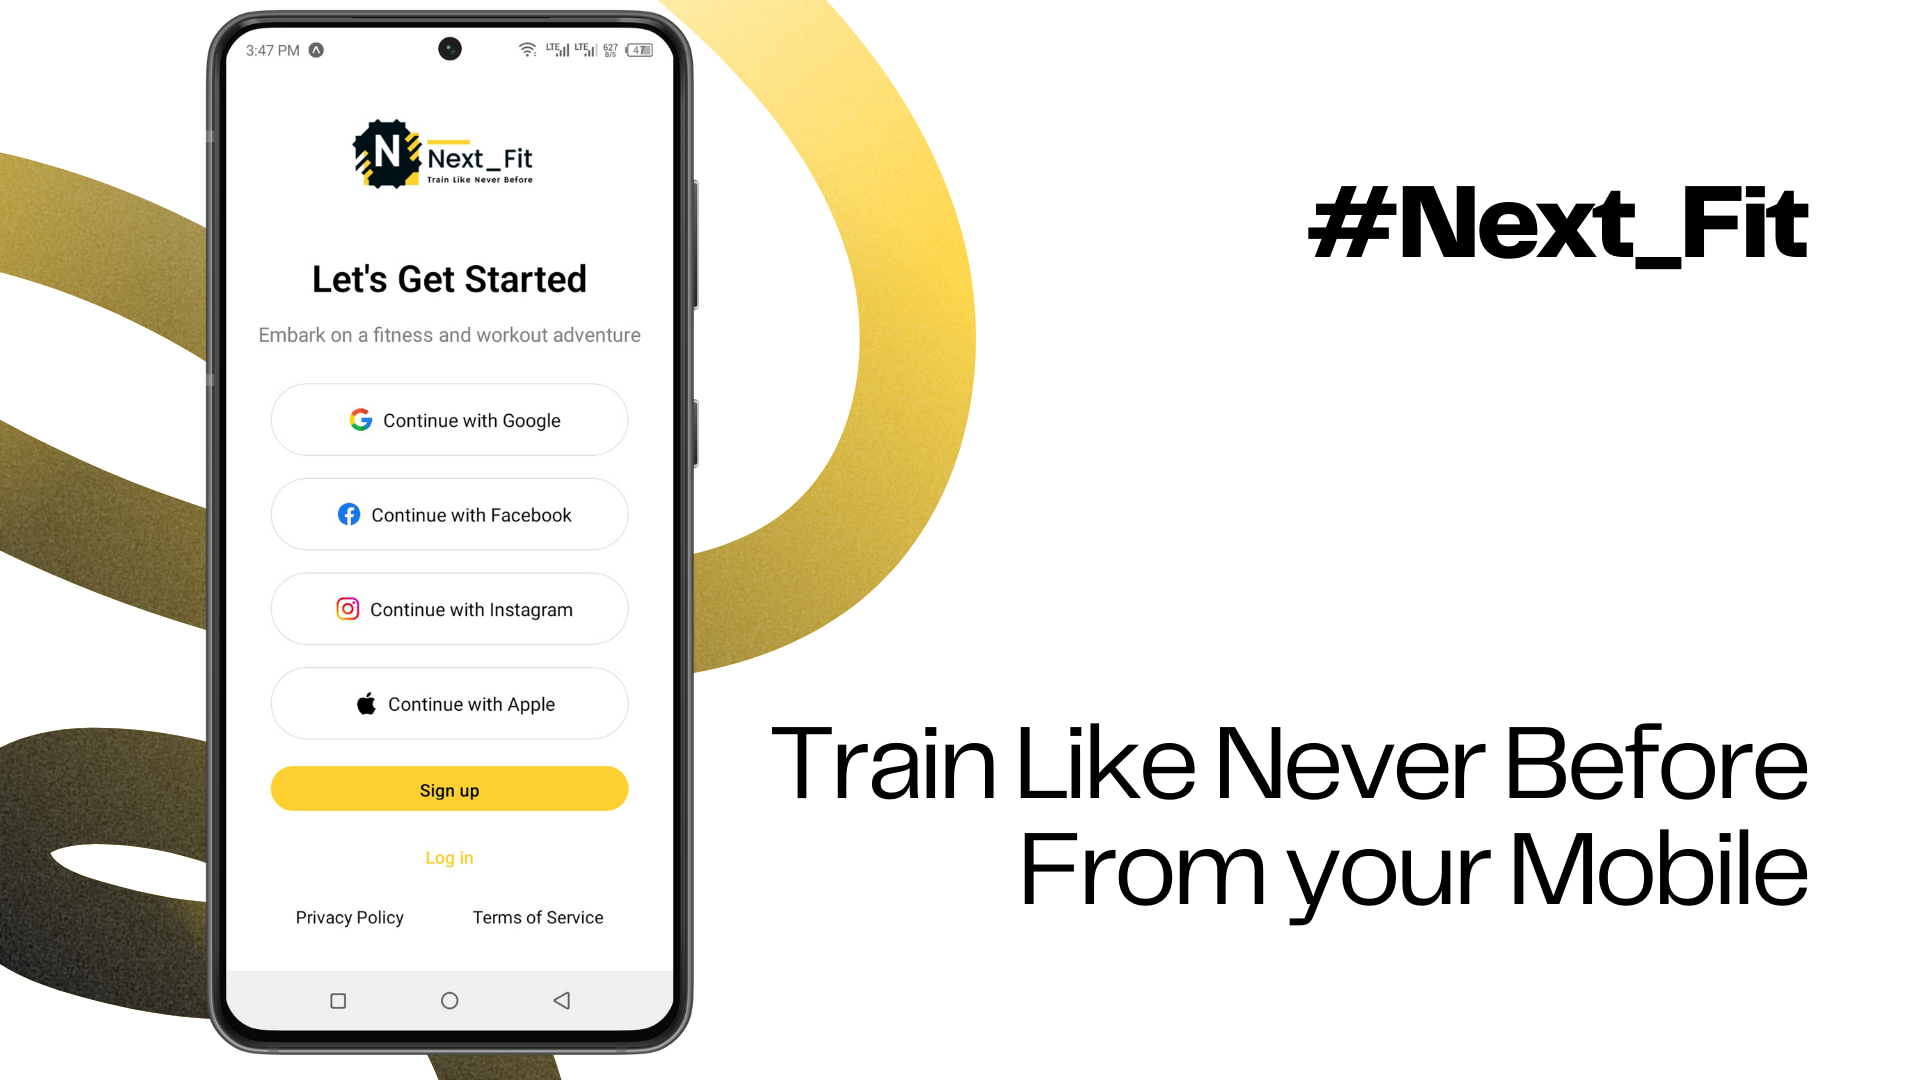 3:47 PM
LTE LTE 627 B/S 47
N
Next_Fit
Train Like Never Before
Let's Get Started
Embark on a fitness and workout adventure
Continue with Google
Continue with Facebook
Continue with Instagram
Continue with Apple
Sign up
Log in
Privacy Policy Terms of Service
#Next_Fit
Train Like Never Before
From your Mobile